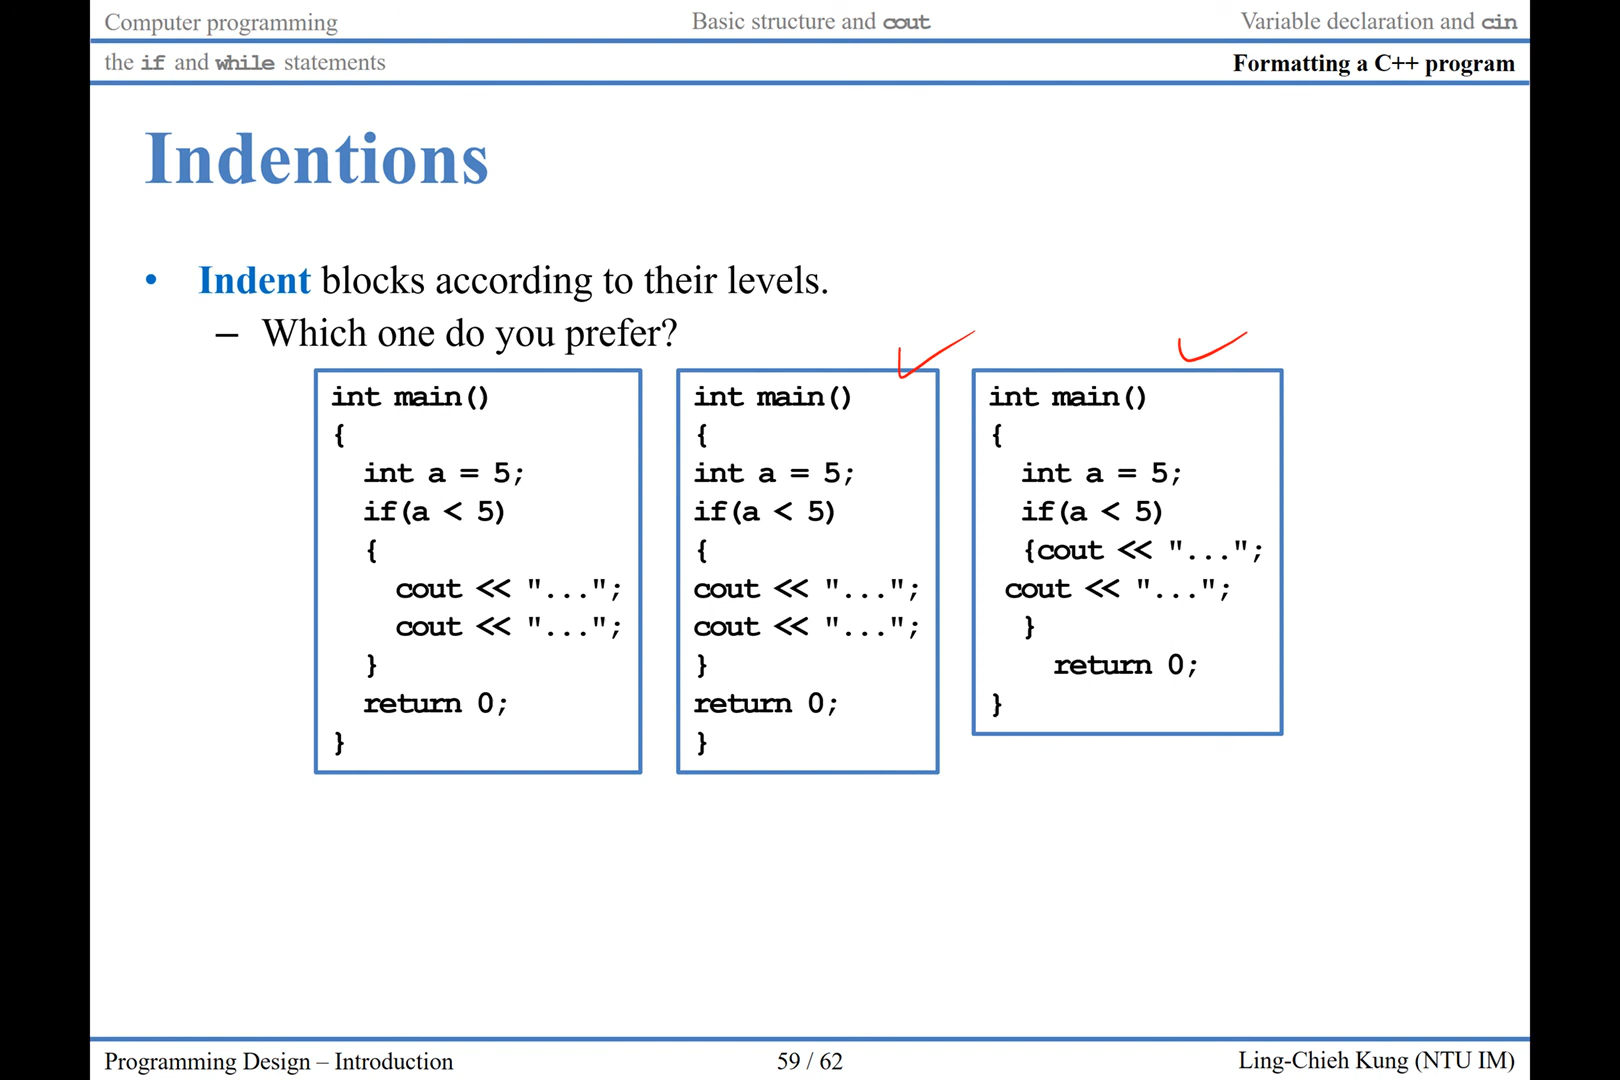 Computer programming
Basic structure and cout
Variable declaration and cin
the if and while statements
Formatting a C++ program
Indentions
• Indent blocks according to their levels.
– Which one do you prefer?
int main()
{
  int a = 5;
  if(a < 5)
  {
    cout << "...";
    cout << "...";
  }
  return 0;
}
int main()
{
int a = 5;
if(a < 5)
{
cout << "...";
cout << "...";
}
return 0;
}
int main()
{
  int a = 5;
  if(a < 5)
  {cout << "...";
 cout << "...";
  }
    return 0;
}
Programming Design – Introduction
59 / 62
Ling-Chieh Kung (NTU IM)